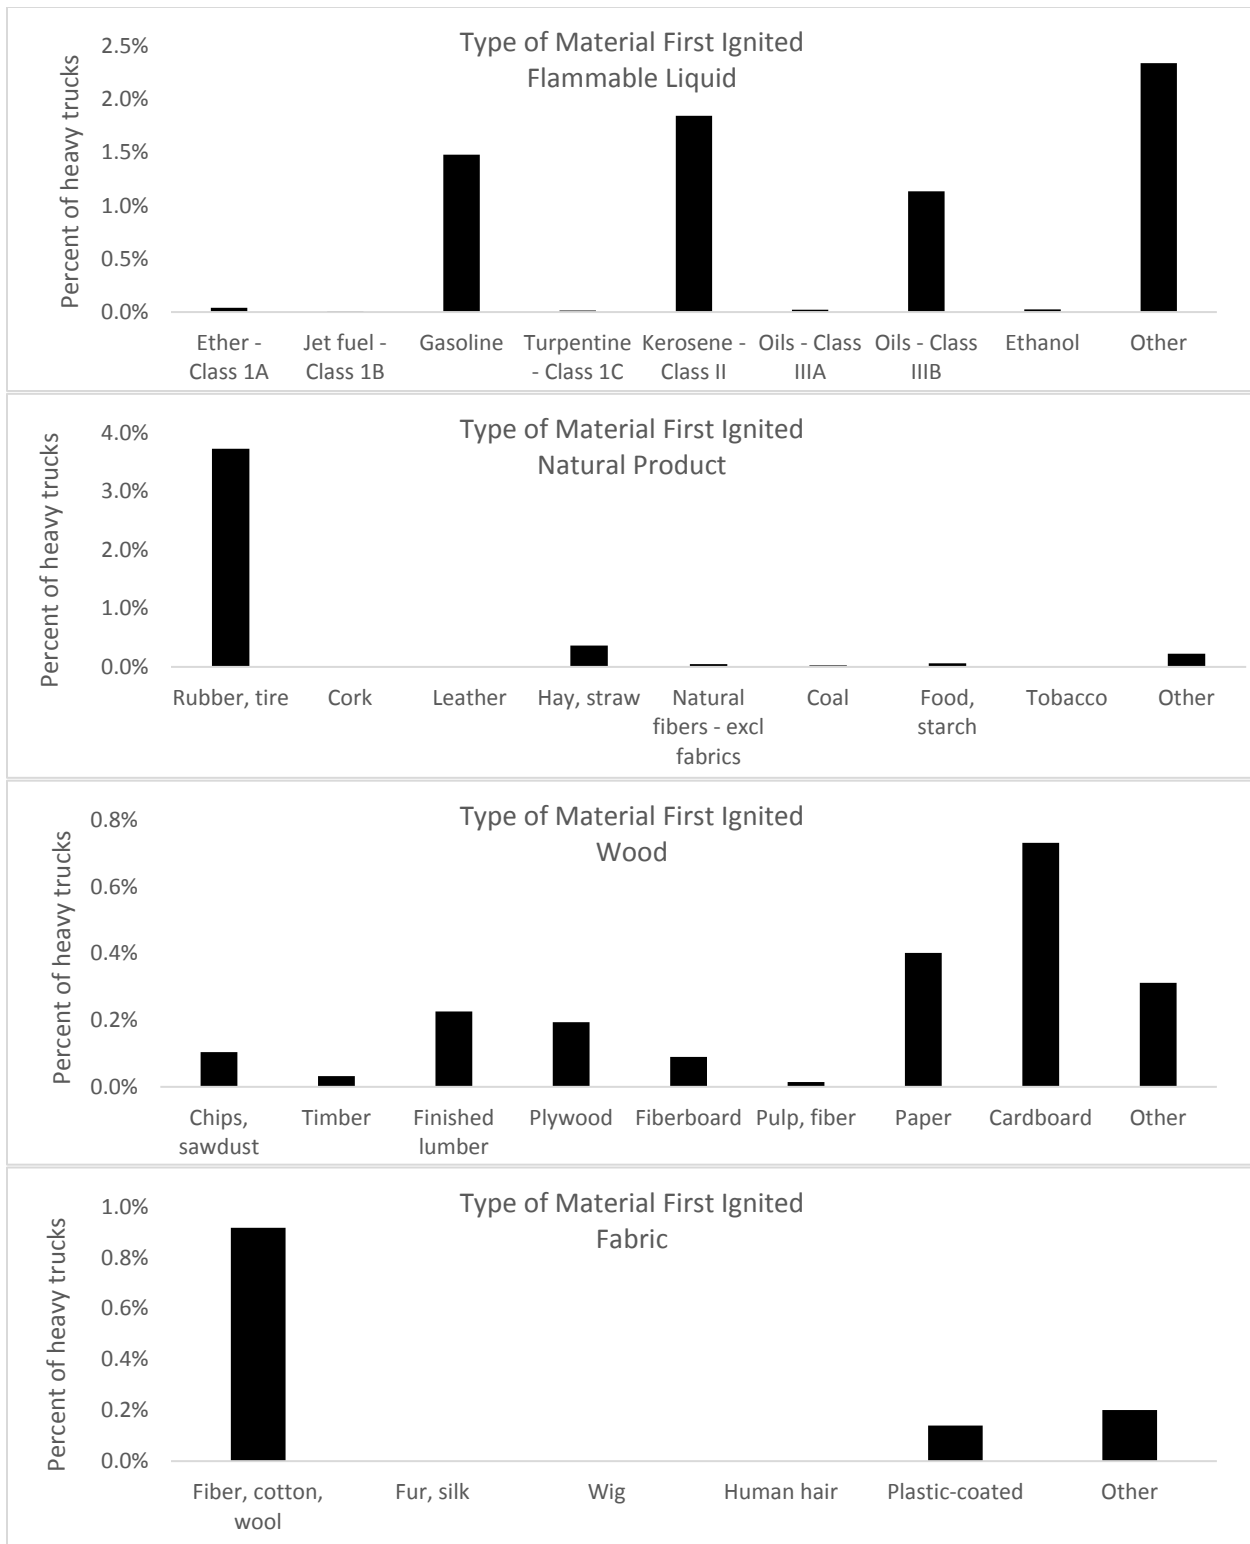 Type of Material First Ignited
Flammable Liquid
Percent of heavy trucks
2.5%
2.0%
1.5%
1.0%
0.5%
0.0%
Ether - Class 1A
Jet fuel - Class 1B
Gasoline
Turpentine - Class 1C
Kerosene - Class II
Oils - Class IIIA
Oils - Class IIIB
Ethanol
Other
Type of Material First Ignited
Natural Product
Percent of heavy trucks
4.0%
3.0%
2.0%
1.0%
0.0%
Rubber, tire
Cork
Leather
Hay, straw
Natural fibers - excl fabrics
Coal
Food, starch
Tobacco
Other
Type of Material First Ignited
Wood
Percent of heavy trucks
0.8%
0.6%
0.4%
0.2%
0.0%
Chips, sawdust
Timber
Finished lumber
Plywood
Fiberboard
Pulp, fiber
Paper
Cardboard
Other
Type of Material First Ignited
Fabric
Percent of heavy trucks
1.0%
0.8%
0.6%
0.4%
0.2%
0.0%
Fiber, cotton, wool
Fur, silk
Wig
Human hair
Plastic-coated
Other